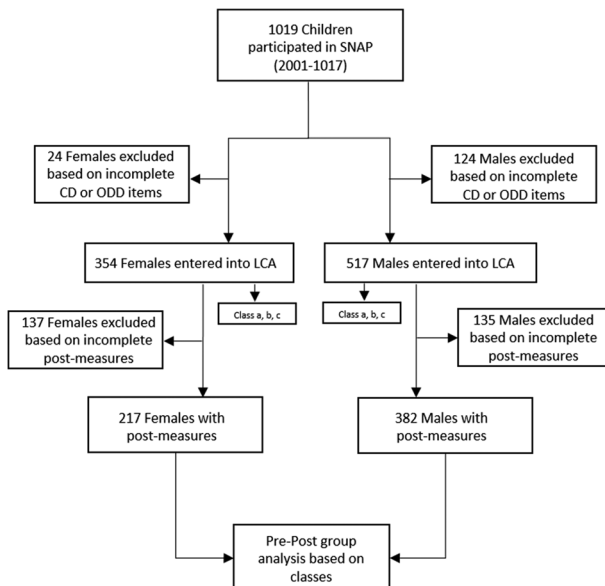 1019 Children
participated in SNAP
(2001-1017)
24 Females excluded
based on incomplete
CD or ODD items
124 Males excluded
based on incomplete
CD or ODD items
354 Females entered into LCA
517 Males entered into LCA
Class a, b, c
Class a, b, c
137 Females excluded
based on incomplete
post-measures
135 Males excluded
based on incomplete
post-measures
217 Females with
post-measures
382 Males with
post-measures
Pre-Post group
analysis based on
classes